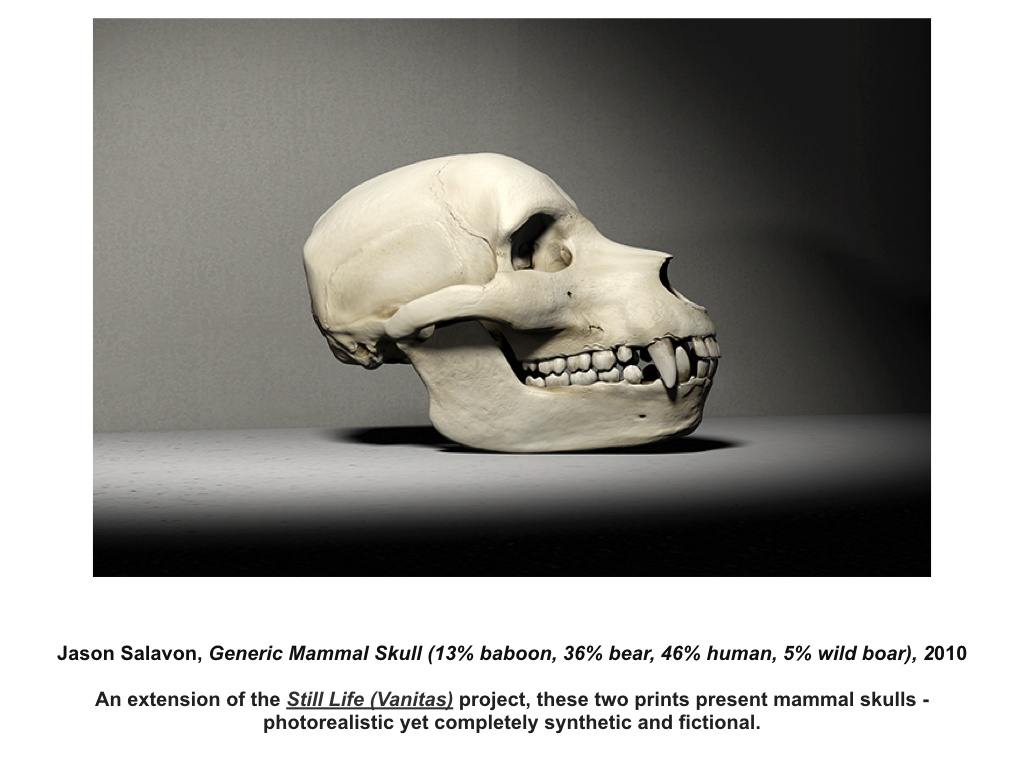 Jason Salavon, Generic Mammal Skull (13% baboon, 36% bear, 46% human, 5% wild boar), 2010
An extension of the Still Life (Vanitas) project, these two prints present mammal skulls -
photorealistic yet completely synthetic and fictional.